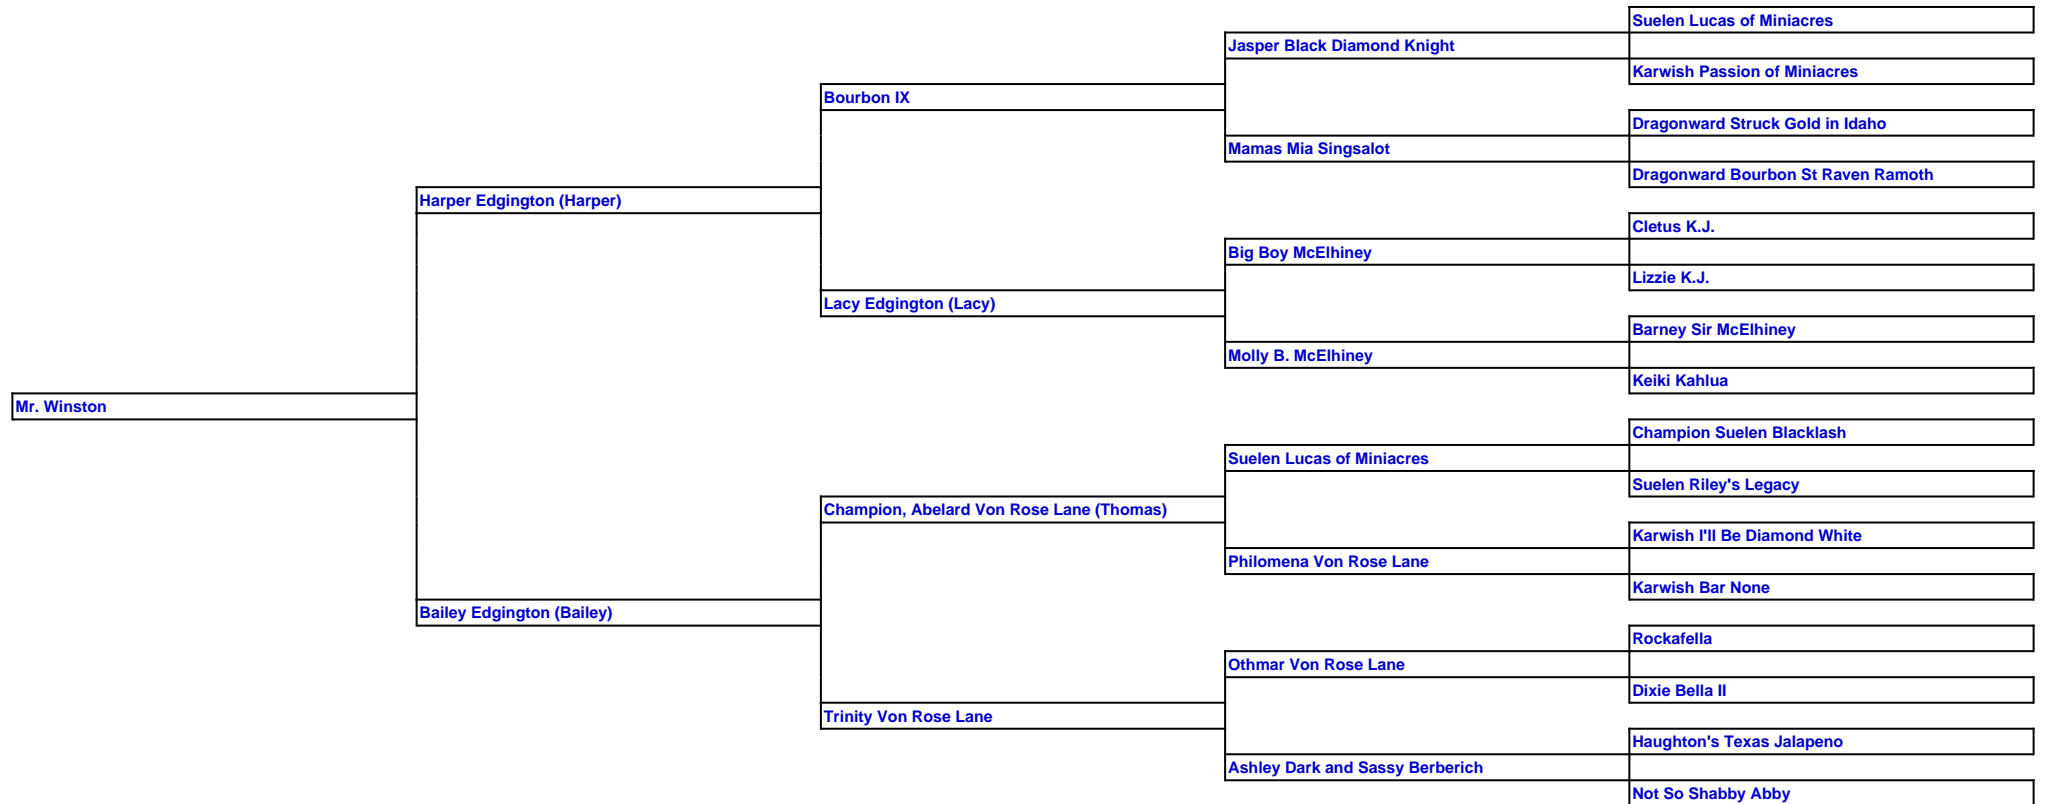 Suelen Lucas of Miniacres
Jasper Black Diamond Knight
Karwish Passion of Miniacres
Bourbon IX
Dragonward Struck Gold in Idaho
Mamas Mia Singsalot
Dragonward Bourbon St Raven Ramoth
Harper Edgington (Harper)
Cletus K.J.
Big Boy McElhiney
Lizzie K.J.
Lacy Edgington (Lacy)
Barney Sir McElhiney
Molly B. McElhiney
Keiki Kahlua
Mr. Winston
Champion Suelen Blacklash
Suelen Lucas of Miniacres
Suelen Riley's Legacy
Champion, Abelard Von Rose Lane (Thomas)
Karwish I'll Be Diamond White
Philomena Von Rose Lane
Karwish Bar None
Bailey Edgington (Bailey)
Rockafella
Othmar Von Rose Lane
Dixie Bella II
Trinity Von Rose Lane
Haughton's Texas Jalapeno
Ashley Dark and Sassy Berberich
Not So Shabby Abby